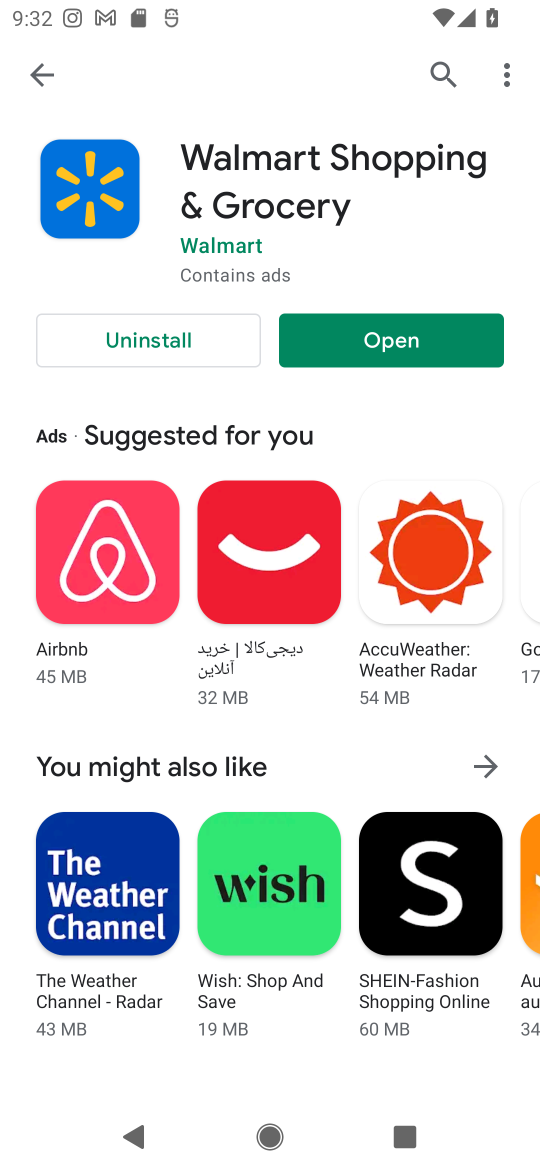 9:32
Walmart Shopping
& Grocery
Walmart
Contains ads
Uninstall
Open
Ads · Suggested for you
Airbnb
45 MB
دیجی‌کالا | خرید
آنلاین
32 MB
AccuWeather:
Weather Radar
54 MB
Go
17
You might also like
The
Weather
Channel
The Weather
Channel - Radar
43 MB
wish
Wish: Shop And
Save
19 MB
S
SHEIN-Fashion
Shopping Online
60 MB
Au
au
34